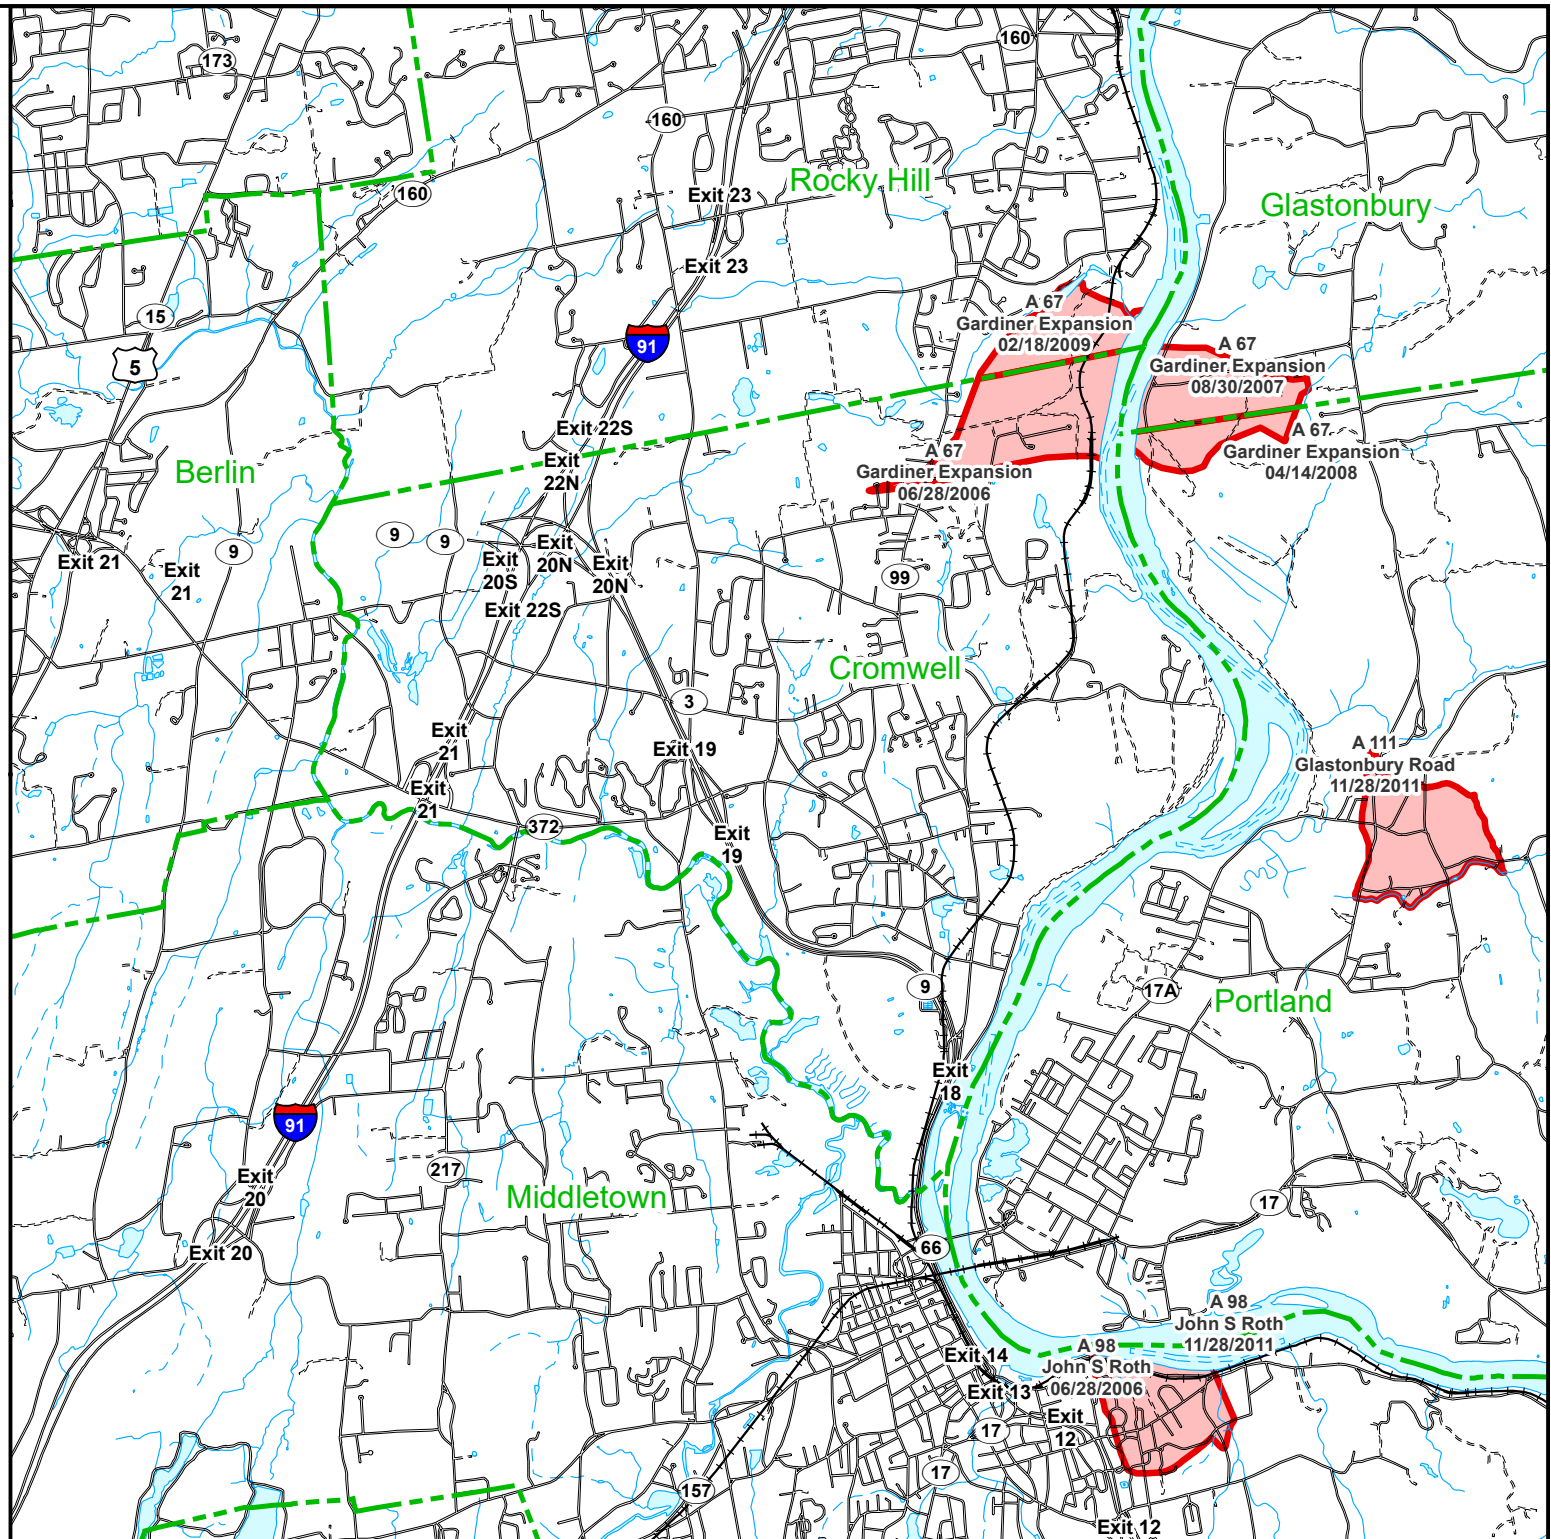 160
173
160
Rocky Hill
160
Exit 23
Glastonbury
Exit 23
A 67
Gardiner Expansion
02/18/2009
15
91
5
A 67
Gardiner Expansion
08/30/2007
Exit 22S
A 67
Gardiner Expansion
04/14/2008
A 67
Gardiner Expansion
06/28/2006
Exit
22N
Berlin
9
9
9
Exit 21
Exit
21
Exit
20S
Exit
20N
Exit
20N
99
Exit 22S
Cromwell
3
Exit
21
Exit 19
A 111
Glastonbury Road
11/28/2011
Exit
21
372
Exit
19
9
17A
Portland
Exit
18
91
217
Exit
20
Middletown
17
Exit 20
66
A 98
John S Roth
11/28/2011
Exit 14
A 98
John S Roth
06/28/2006
Exit 13
Exit
12
17
17
157
Exit 12